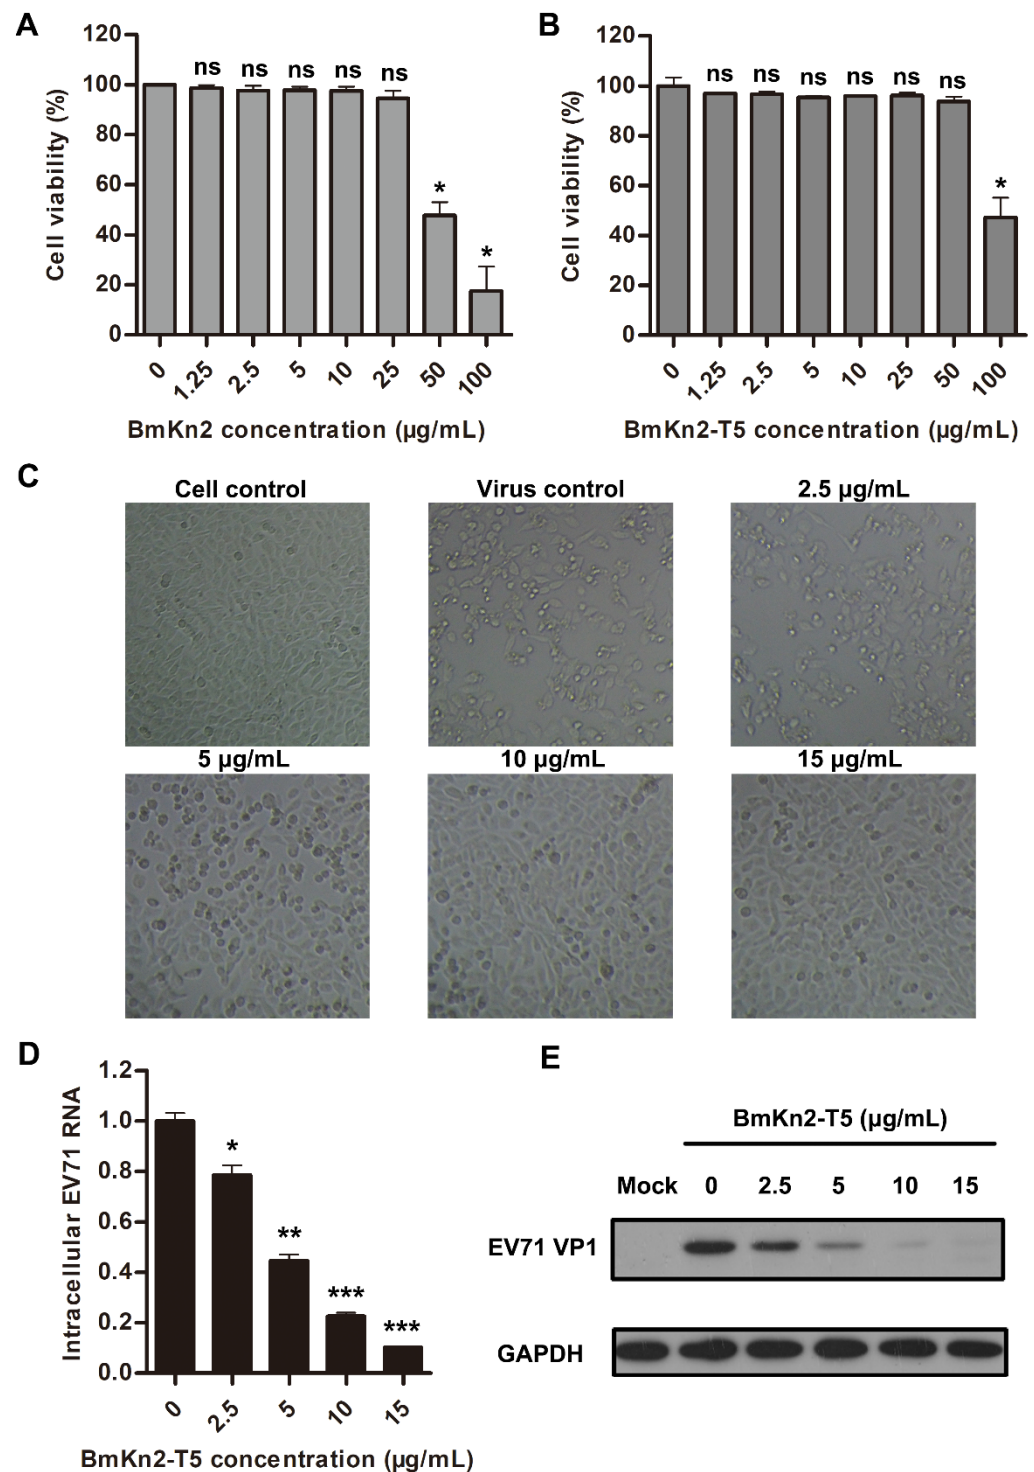 A
120
100
80
60
40
20
0
Cell viability (%)
ns ns ns ns ns * *
0 1.25 2.5 5 10 25 50 100
BmKn2 concentration (µg/mL)
B
120
100
80
60
40
20
0
Cell viability (%)
ns ns ns ns ns ns *
0 1.25 2.5 5 10 25 50 100
BmKn2-T5 concentration (µg/mL)
C
Cell control Virus control 2.5 µg/mL
5 µg/mL 10 µg/mL 15 µg/mL
D
1.2
1.0
0.8
0.6
0.4
0.2
0.0
Intracellular EV71 RNA
* ** *** ***
0 2.5 5 10 15
BmKn2-T5 concentration (µg/mL)
E
BmKn2-T5 (µg/mL)
Mock 0 2.5 5 10 15
EV71 VP1
GAPDH